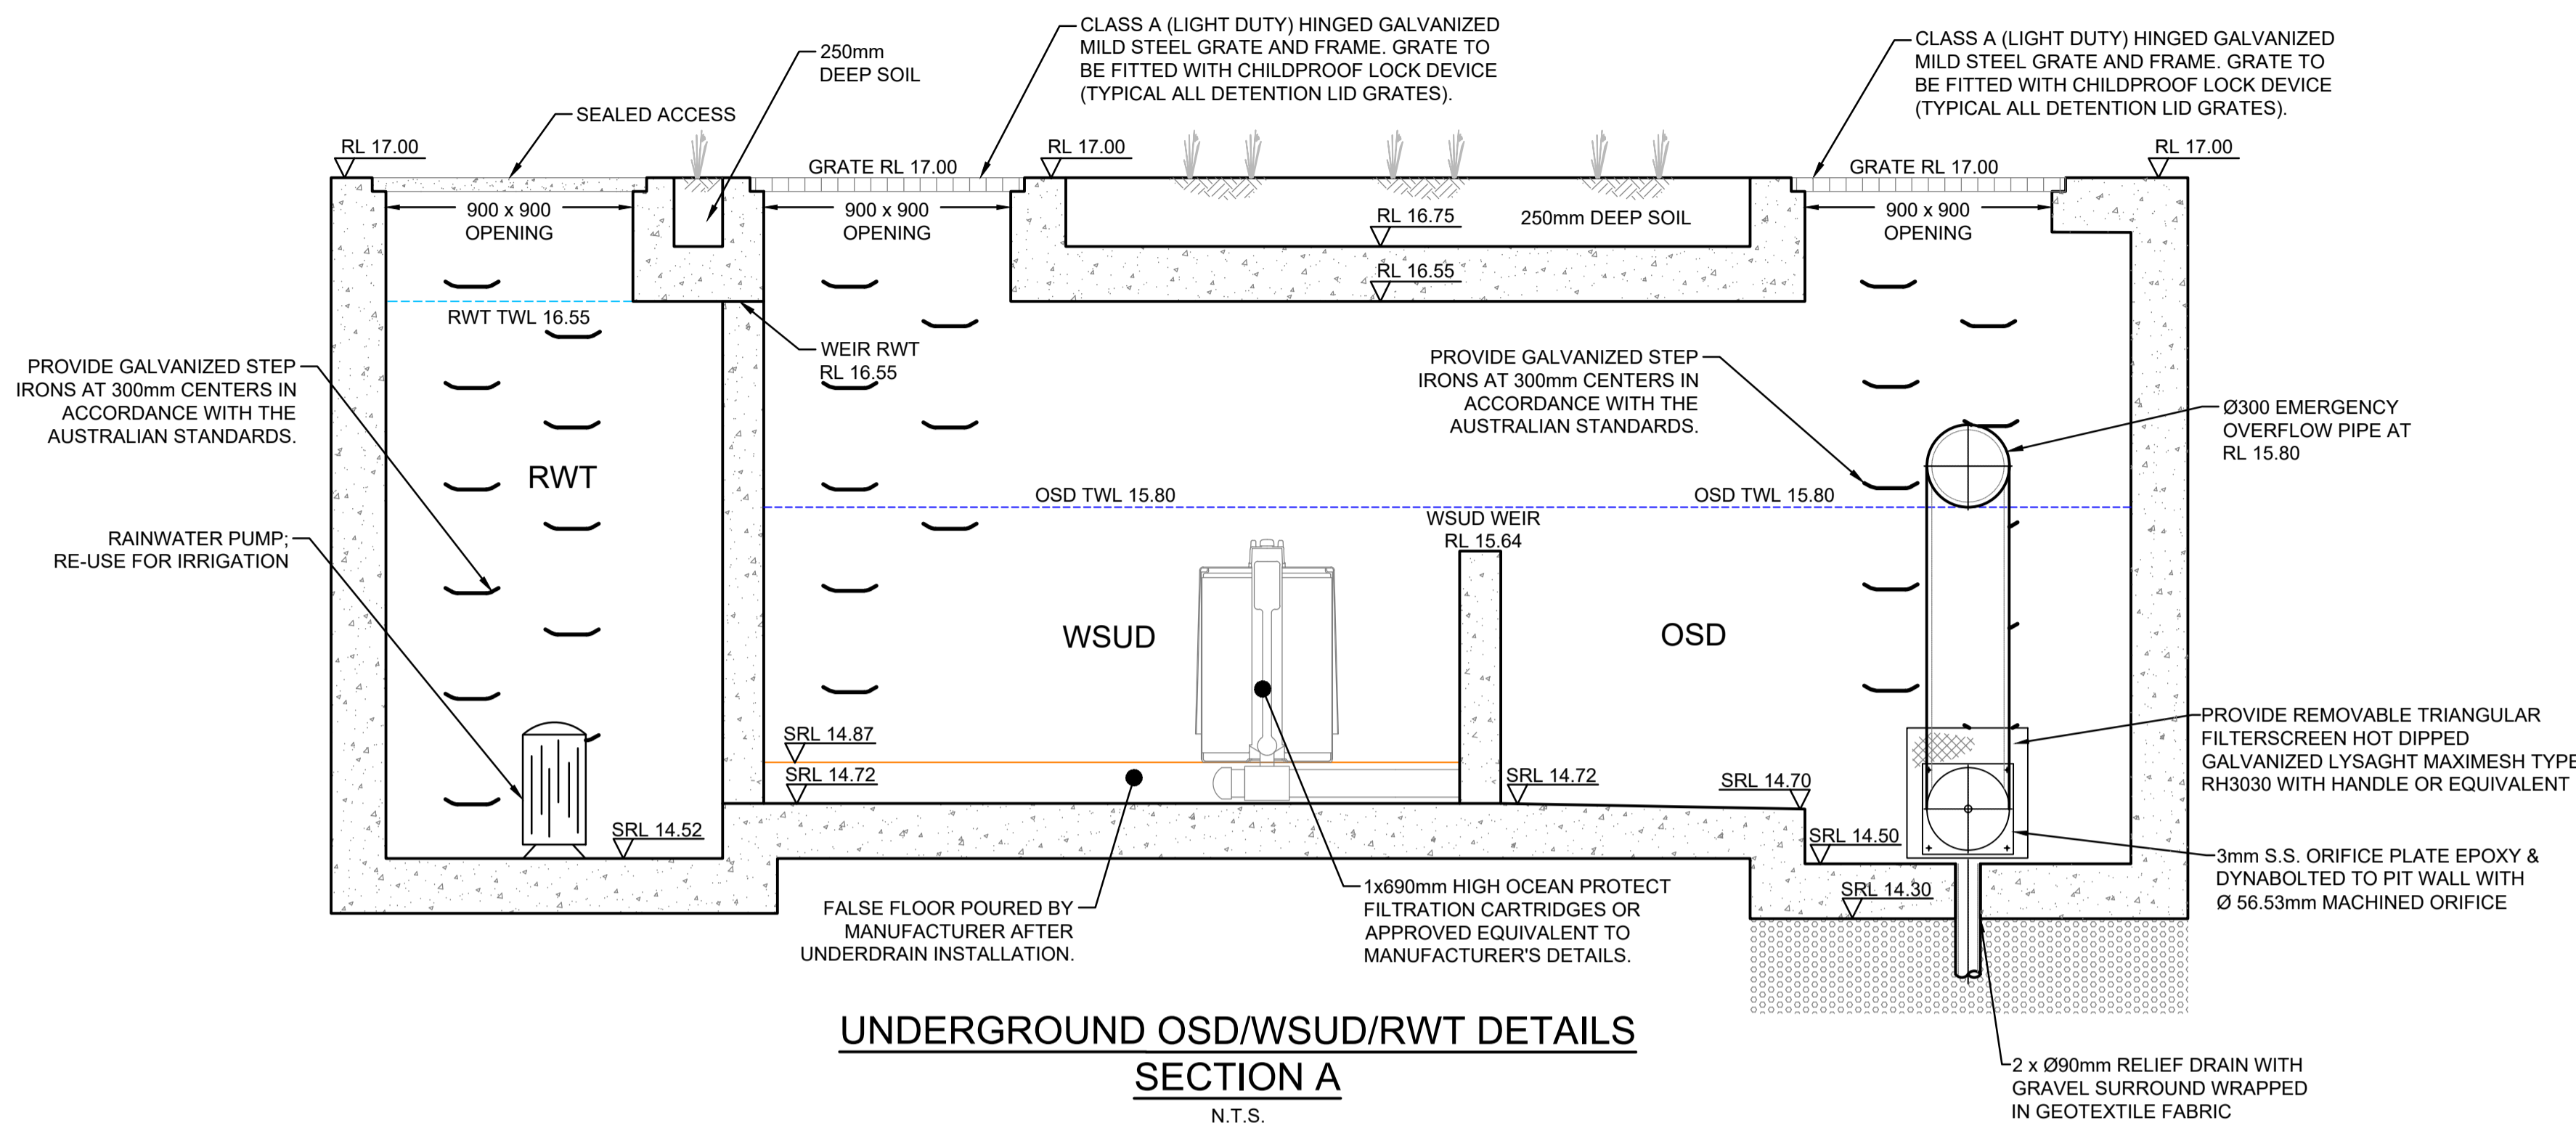 CLASS A (LIGHT DUTY) HINGED GALVANIZED
MILD STEEL GRATE AND FRAME. GRATE TO
BE FITTED WITH CHILDPROOF LOCK DEVICE
(TYPICAL ALL DETENTION LID GRATES).
CLASS A (LIGHT DUTY) HINGED GALVANIZED
MILD STEEL GRATE AND FRAME. GRATE TO
BE FITTED WITH CHILDPROOF LOCK DEVICE
(TYPICAL ALL DETENTION LID GRATES).
250mm
DEEP SOIL
SEALED ACCESS
RL 17.00
GRATE RL 17.00
RL 17.00
GRATE RL 17.00
RL 17.00
900 x 900
OPENING
900 x 900
OPENING
RL 16.75
250mm DEEP SOIL
900 x 900
OPENING
RL 16.55
RWT TWL 16.55
WEIR RWT
RL 16.55
PROVIDE GALVANIZED STEP
IRONS AT 300mm CENTERS IN
ACCORDANCE WITH THE
AUSTRALIAN STANDARDS.
PROVIDE GALVANIZED STEP
IRONS AT 300mm CENTERS IN
ACCORDANCE WITH THE
AUSTRALIAN STANDARDS.
Ø300 EMERGENCY
OVERFLOW PIPE AT
RL 15.80
RWT
OSD TWL 15.80
OSD TWL 15.80
WSUD WEIR
RL 15.64
RAINWATER PUMP;
RE-USE FOR IRRIGATION
WSUD
OSD
SRL 14.87
SRL 14.72
SRL 14.72
SRL 14.70
PROVIDE REMOVABLE TRIANGULAR
FILTERSCREEN HOT DIPPED
GALVANIZED LYSAGHT MAXIMESH TYPE
RH3030 WITH HANDLE OR EQUIVALENT
SRL 14.52
SRL 14.50
SRL 14.30
3mm S.S. ORIFICE PLATE EPOXY &
DYNABOLTED TO PIT WALL WITH
Ø 56.53mm MACHINED ORIFICE
FALSE FLOOR POURED BY
MANUFACTURER AFTER
UNDERDRAIN INSTALLATION.
1x690mm HIGH OCEAN PROTECT
FILTRATION CARTRIDGES OR
APPROVED EQUIVALENT TO
MANUFACTURER'S DETAILS.
UNDERGROUND OSD/WSUD/RWT DETAILS
SECTION A
N.T.S.
2 x Ø90mm RELIEF DRAIN WITH
GRAVEL SURROUND WRAPPED
IN GEOTEXTILE FABRIC